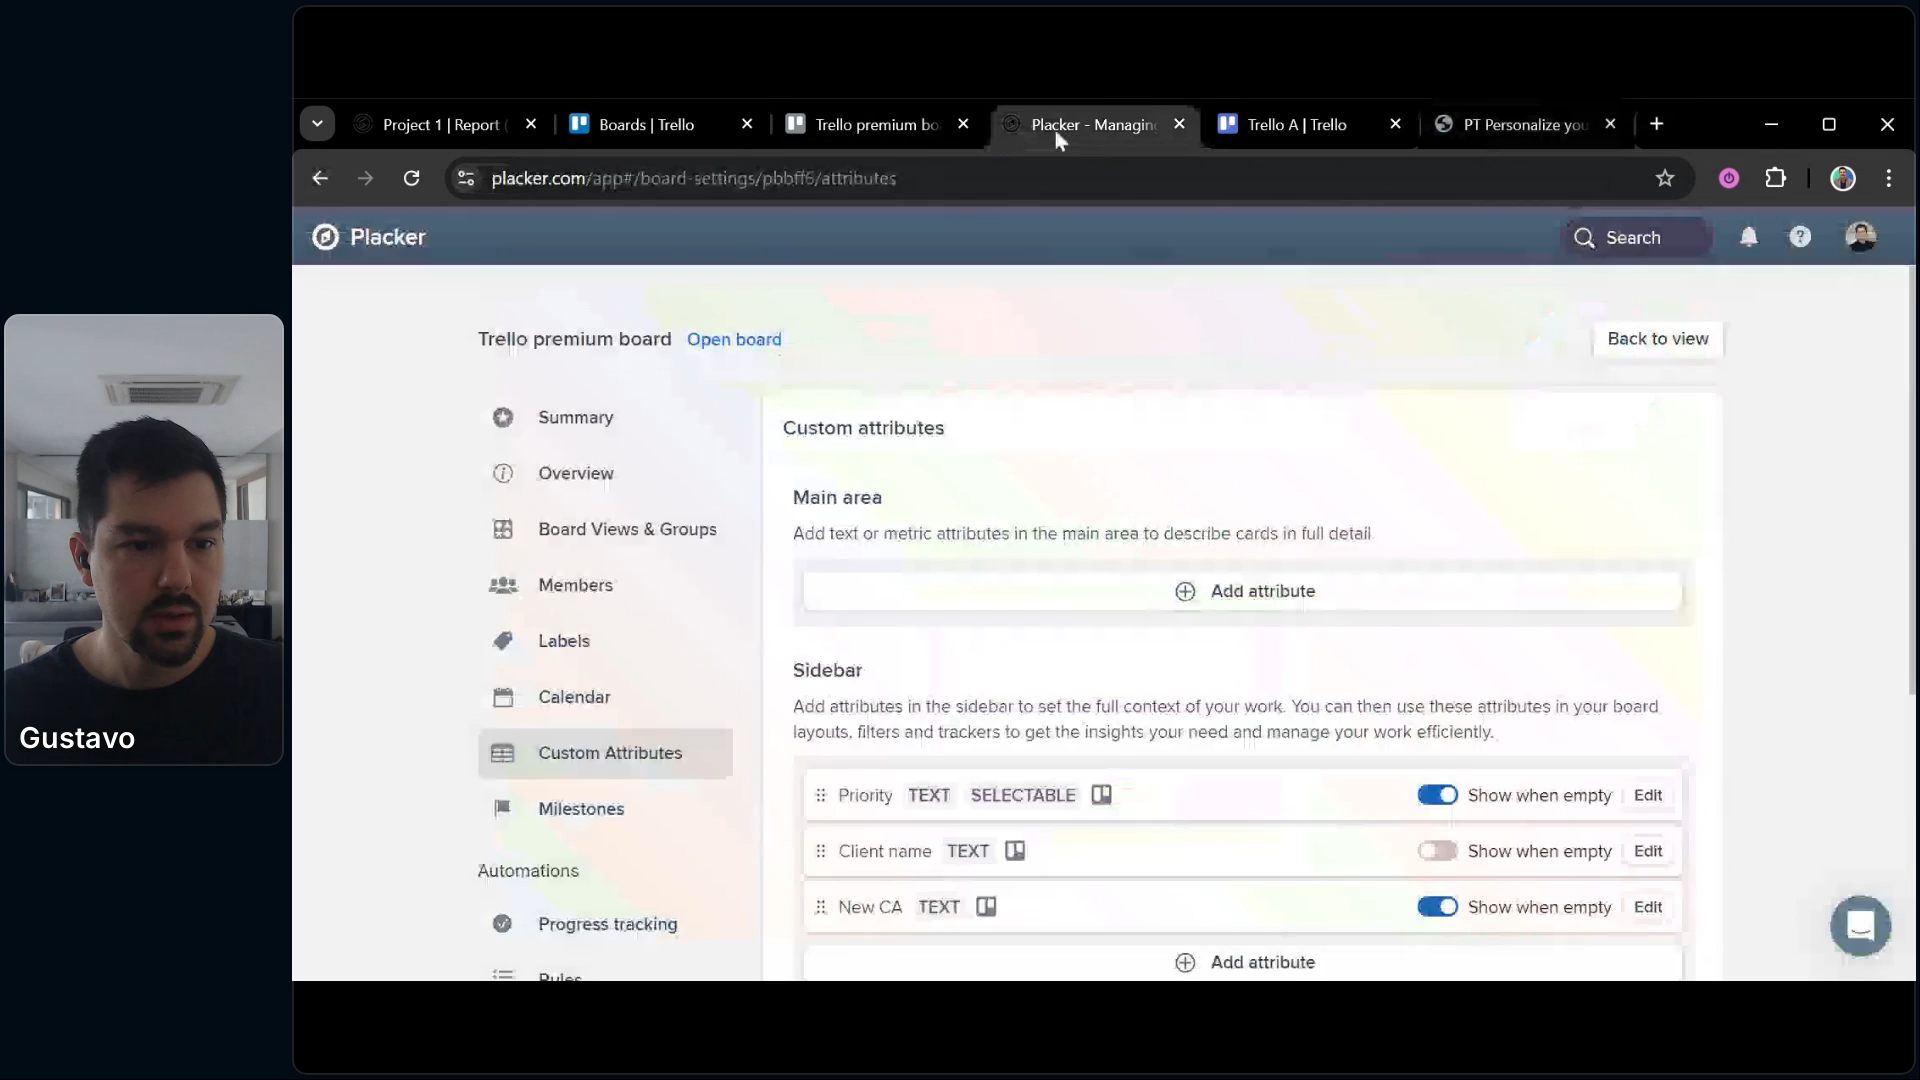 Project 1 | Report (
Boards | Trello
Trello premium bo
Placker - Managin
Trello A | Trello
PT Personalize you
placker.com/app#/board-settings/pbbff6/attributes
Placker
Search
Trello premium board
Open board
Back to view
Summary
Overview
Board Views & Groups
Members
Labels
Calendar
Custom Attributes
Milestones
Automations
Progress tracking
Rules
Custom attributes
Main area
Add text or metric attributes in the main area to describe cards in full detail
Add attribute
Sidebar
Add attributes in the sidebar to set the full context of your work. You can then use these attributes in your board
layouts, filters and trackers to get the insights your need and manage your work efficiently.
Priority TEXT SELECTABLE Show when empty Edit
Client name TEXT Show when empty Edit
New CA TEXT Show when empty Edit
Add attribute
Gustavo